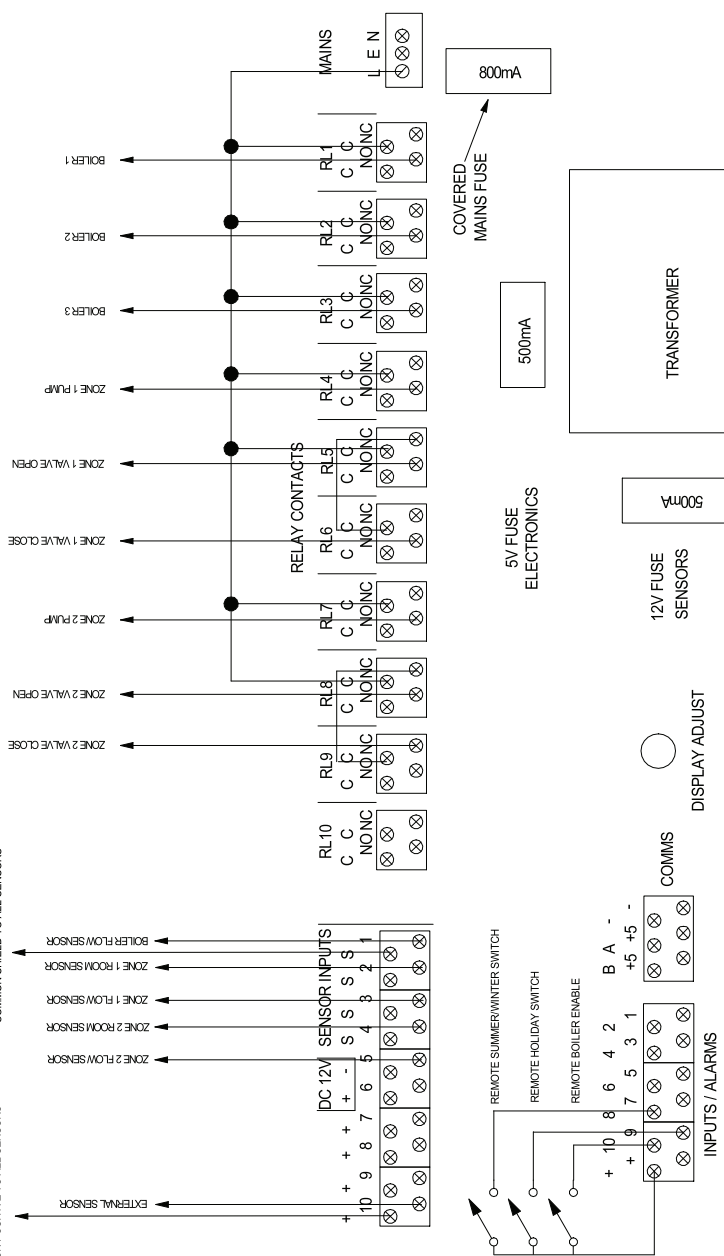 MAINS
L E N
800mA
COVERED
MAINS FUSE
BOILER 1
BOILER 2
BOILER 3
ZONE 1 PUMP
ZONE 1 VALVE OPEN
ZONE 1 VALVE CLOSE
ZONE 2 PUMP
ZONE 2 VALVE OPEN
ZONE 2 VALVE CLOSE
RELAY CONTACTS
RL1
C C
NO NC
RL2
C C
NO NC
RL3
C C
NO NC
RL4
C C
NO NC
RL5
C C
NO NC
RL6
C C
NO NC
RL7
C C
NO NC
RL8
C C
NO NC
RL9
C C
NO NC
RL10
C C
NO NC
500mA
5V FUSE
ELECTRONICS
TRANSFORMER
500mA
12V FUSE
SENSORS
DISPLAY ADJUST
BOILER FLOW SENSOR
ZONE 1 ROOM SENSOR
ZONE 1 FLOW SENSOR
ZONE 2 ROOM SENSOR
ZONE 2 FLOW SENSOR
EXTERNAL SENSOR
DC 12V
SENSOR INPUTS
+ + + + + - S S S S
10 9 8 7 6 5 4 3 2 1
REMOTE SUMMER/WINTER SWITCH
REMOTE HOLIDAY SWITCH
REMOTE BOILER ENABLE
+ 10 8 6 4 2
+ 9 7 5 3 1
INPUTS / ALARMS
B A -
+5 +5 -
COMMS